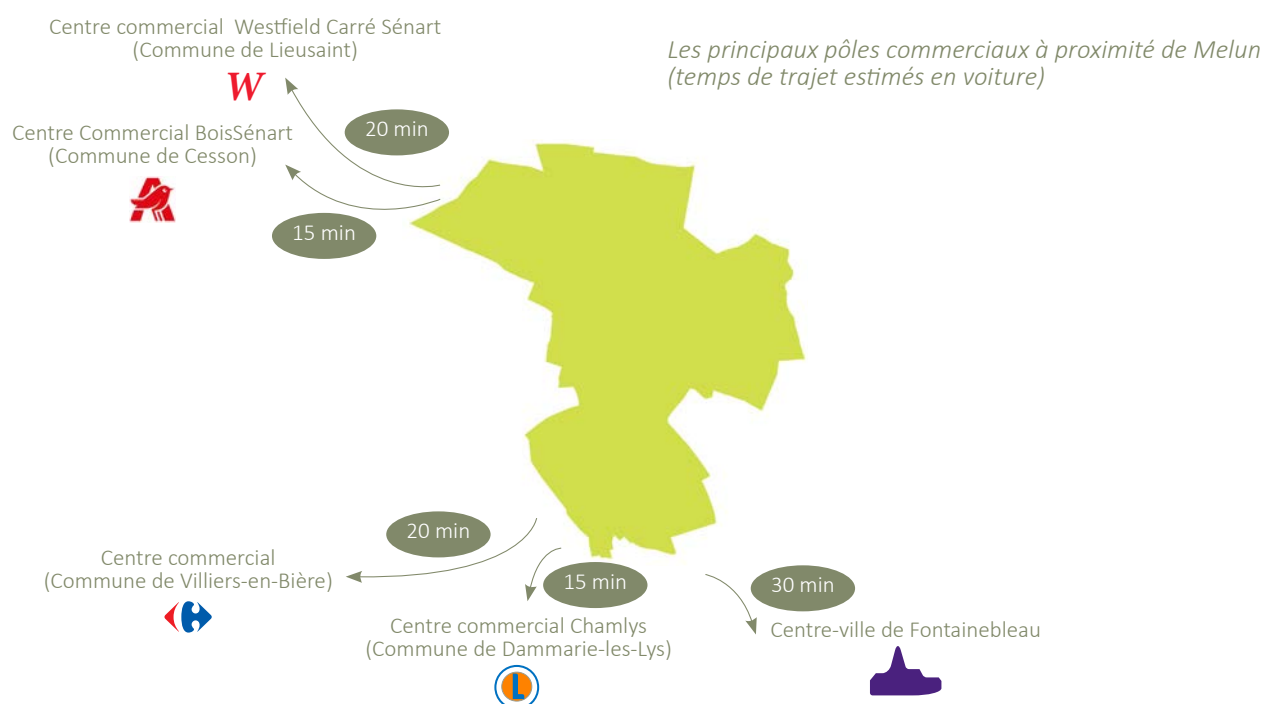 Centre commercial Westfield Carré Sénart
(Commune de Lieusaint)
W
Les principaux pôles commerciaux à proximité de Melun
(temps de trajet estimés en voiture)
20 min
Centre Commercial BoisSénart
(Commune de Cesson)
15 min
20 min
Centre commercial
(Commune de Villiers-en-Bière)
15 min
Centre commercial Chamlys
(Commune de Dammarie-les-Lys)
L
30 min
Centre-ville de Fontainebleau